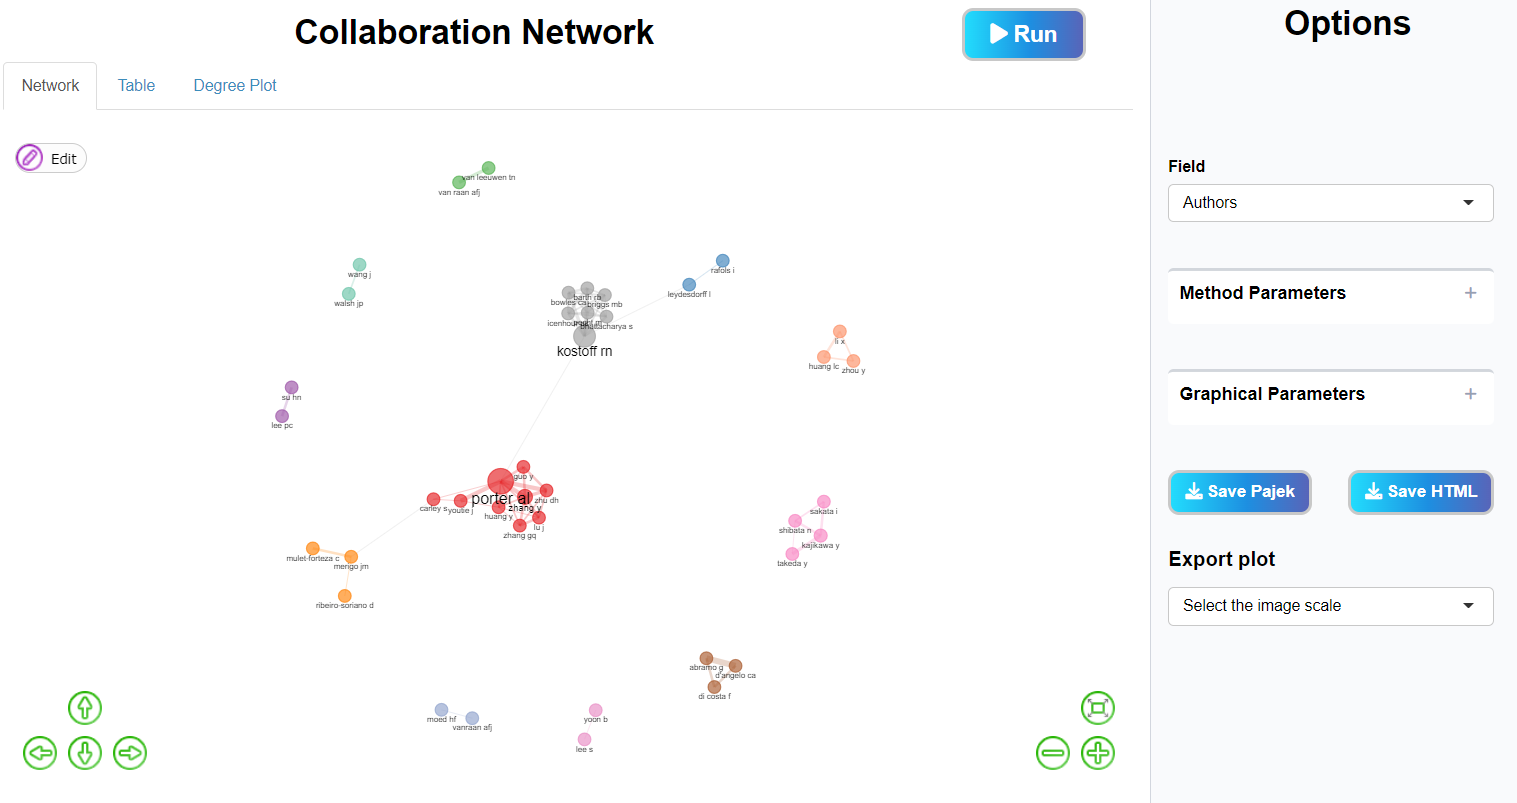 Collaboration Network
Run
Options
Network
Table
Degree Plot
Edit
van leeuwen tn
van raan afj
Field
Authors
wang j
walsh jp
rafols i
leydesdorff l
barth rb
bowles ca
briggs mb
bhattacharya s
kostoff rn
Method Parameters
li x
huang lc
zhou y
su hn
lee pc
Graphical Parameters
guo y
porter al
zhu dh
carley s
youtie j
zhang y
huang y
lu j
zhang gq
Save Pajek
Save HTML
sakata i
shibata n
kajikawa y
takeda y
mulet-forteza c
merigo jm
ribeiro-soriano d
Export plot
Select the image scale
abramo g
d'angelo ca
di costa f
moed hf
vanraan afj
yoon b
lee s